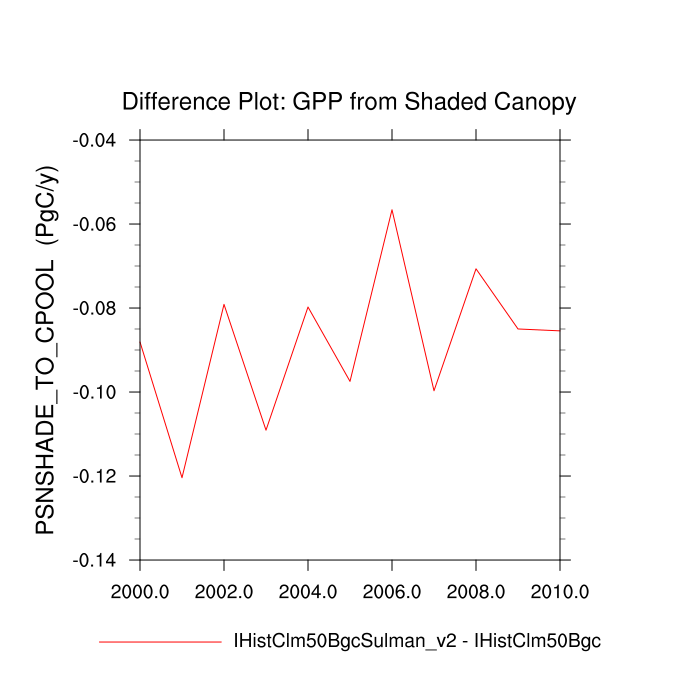 Difference Plot: GPP from Shaded Canopy
PSNSHADE_TO_CPOOL (PgC/y)
-0.04
-0.06
-0.08
-0.10
-0.12
-0.14
2000.0 2002.0 2004.0 2006.0 2008.0 2010.0
IHistClm50BgcSulman_v2 - IHistClm50Bgc